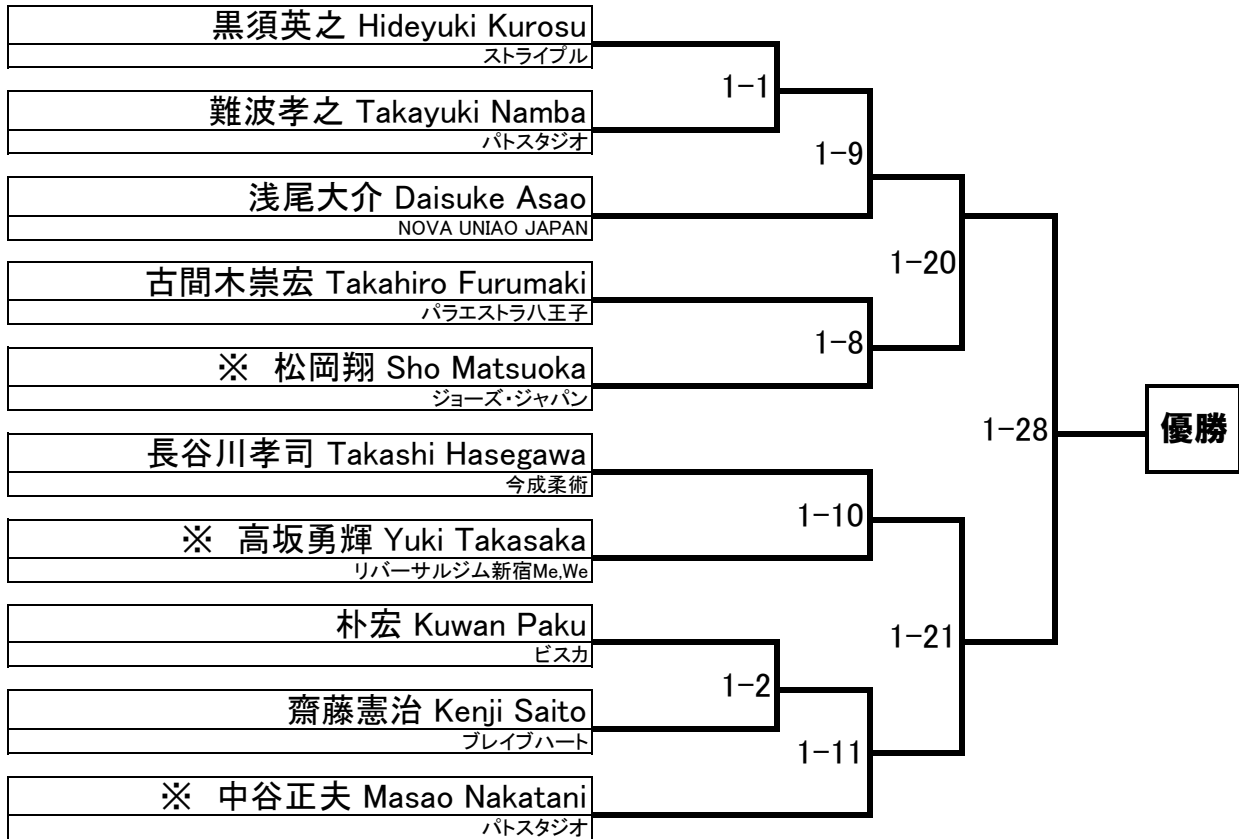 黒須英之 Hideyuki Kurosu
ストライプル
1-1
難波孝之 Takayuki Namba
パトスタジオ
1-9
浅尾大介 Daisuke Asao
NOVA UNIAO JAPAN
1-20
古間木崇宏 Takahiro Furumaki
パラエストラ八王子
1-8
※ 松岡翔 Sho Matsuoka
ジョーズ・ジャパン
1-28
優勝
長谷川孝司 Takashi Hasegawa
今成柔術
1-10
※ 高坂勇輝 Yuki Takasaka
リバーサルジム新宿Me,We
朴宏 Kuwan Paku
ビスカ
1-21
1-2
齋藤憲治 Kenji Saito
ブレイブハート
1-11
※ 中谷正夫 Masao Nakatani
パトスタジオ